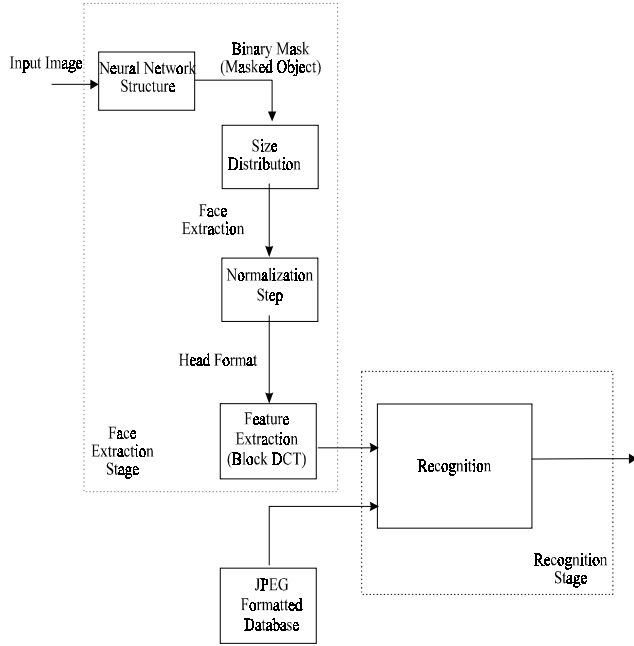 Input Image
Neural Network
Structure
Binary Mask
(Masked Object)
Size
Distribution
Face
Extraction
Normalization
Step
Head Format
Feature
Extraction
(Block DCT)
Face
Extraction
Stage
Recognition
Recognition
Stage
JPEG
Formatted
Database